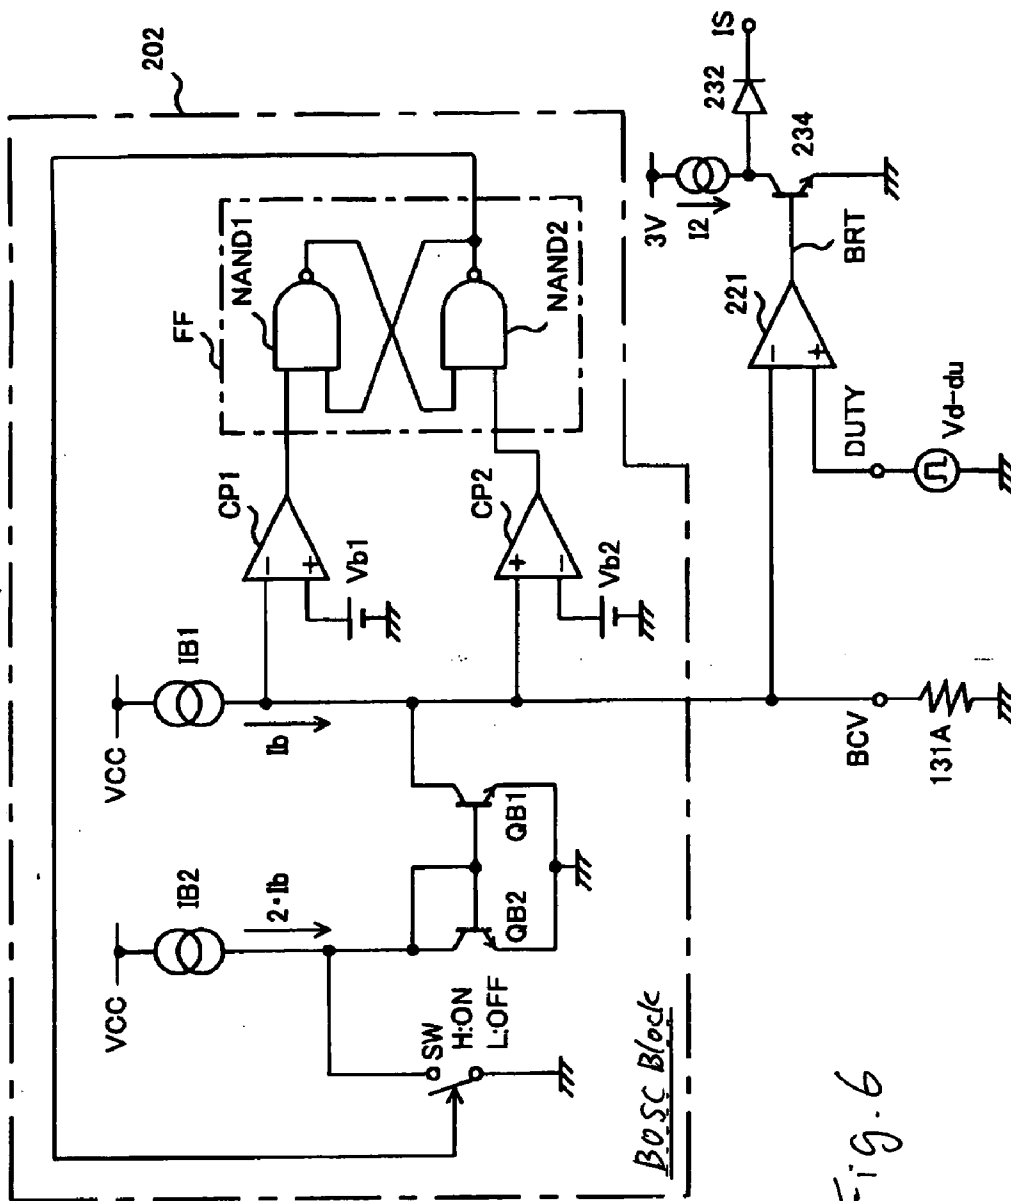 202
FF
NAND1
NAND2
CP1
Vb1
CP2
Vb2
VCC
IB1
Ib
VCC
IB2
2・Ib
QB1
QB2
SW
H:ON
L:OFF
BOSC Block
3V
I2
232
IS
234
BRT
221
DUTY
Vd-du
BCV
131A
Fig.6